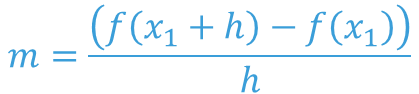 m = (f(x₁ + h) − f(x₁)) / h